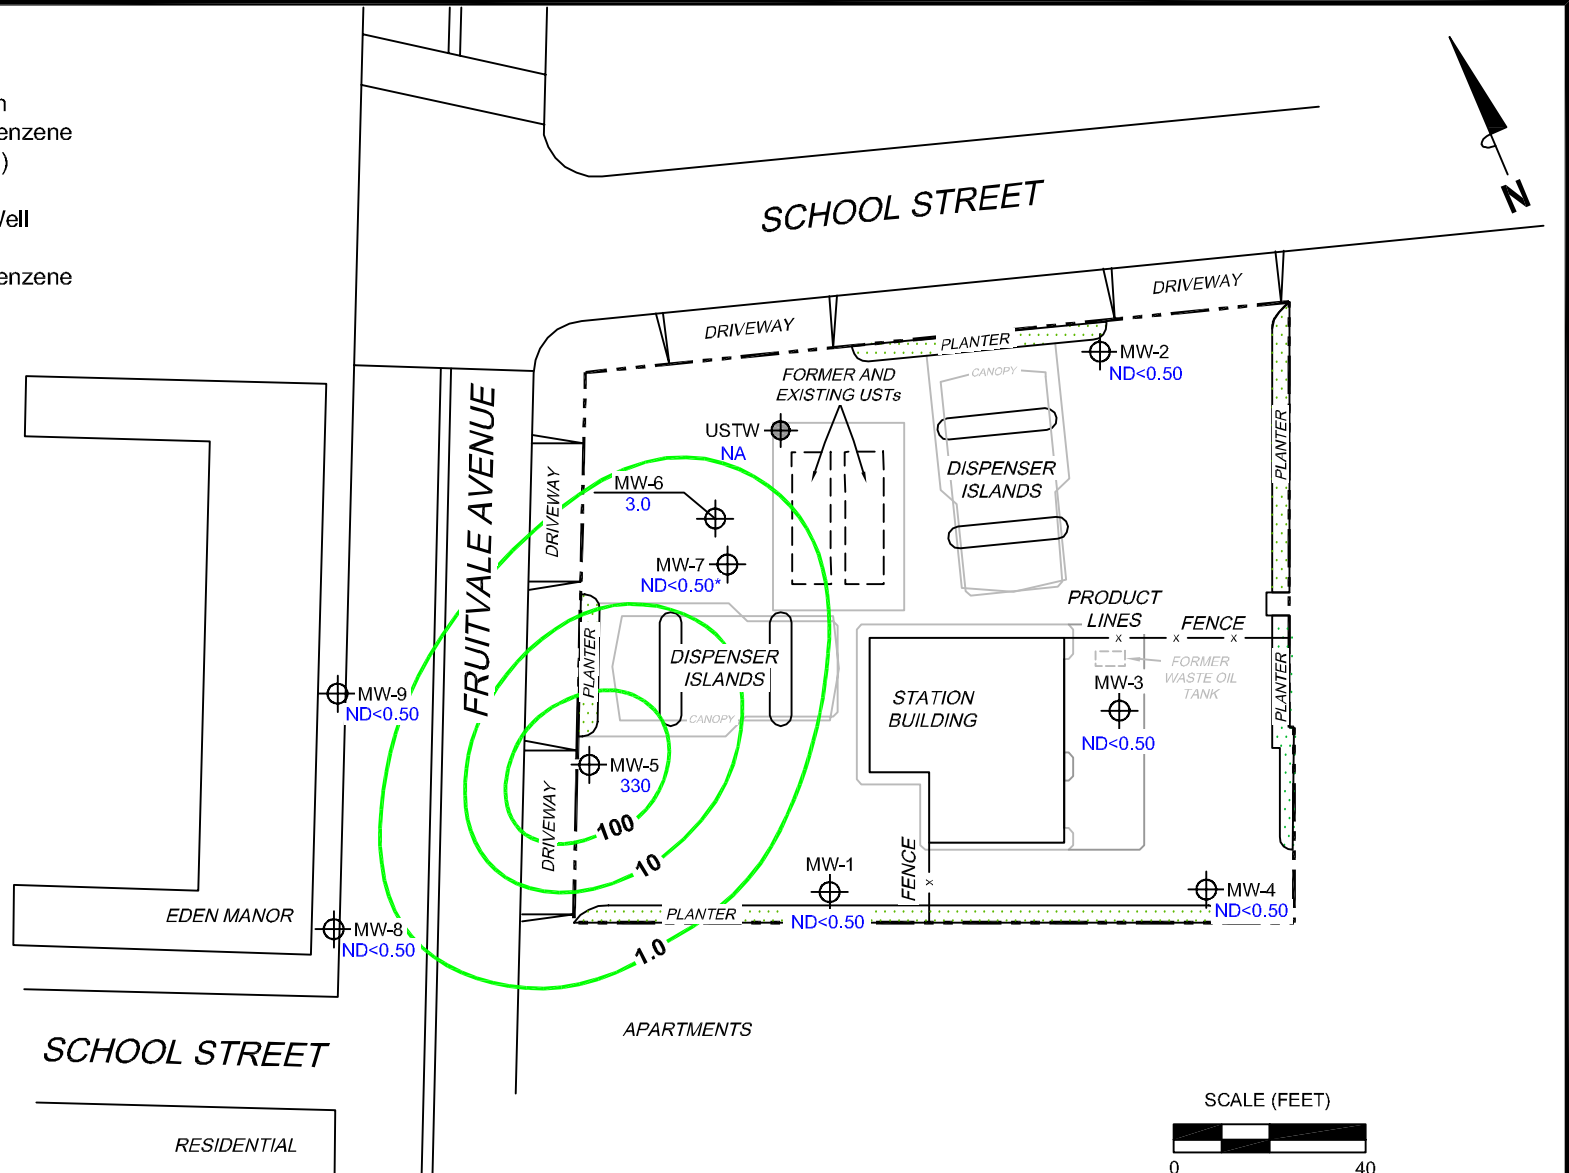 enzene
)
enzene
SCHOOL STREET
N
DRIVEWAY
DRIVEWAY
PLANTER
MW-2
ND<0.50
CANOPY
FORMER AND
EXISTING USTs
USTW
NA
FRUITVALE AVENUE
PLANTER
DISPENSER
ISLANDS
MW-6
3.0
DRIVEWAY
MW-7
ND<0.50*
PRODUCT
LINES
FENCE
x
x
x
PLANTER
DISPENSER
ISLANDS
CANOPY
FORMER
WASTE OIL
TANK
MW-3
ND<0.50
PLANTER
STATION
BUILDING
MW-9
ND<0.50
MW-5
330
DRIVEWAY
100
10
1.0
MW-1
ND<0.50
FENCE
x
MW-4
ND<0.50
PLANTER
EDEN MANOR
MW-8
ND<0.50
APARTMENTS
SCHOOL STREET
RESIDENTIAL
SCALE (FEET)
0
40